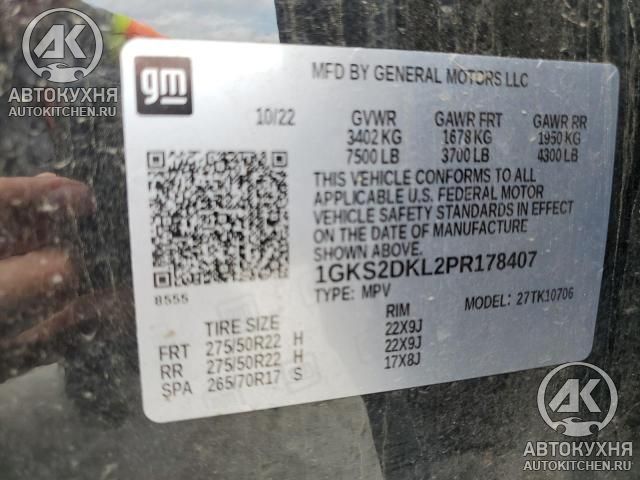 AK
АВТОКУХНЯ
AUTOKITCHEN.RU
gm
MFD BY GENERAL MOTORS LLC
10/22 GVWR GAWR FRT GAWR RR
3402 KG 1678 KG 1950 KG
7500 LB 3700 LB 4300 LB
THIS VEHICLE CONFORMS TO ALL
APPLICABLE U.S. FEDERAL MOTOR
VEHICLE SAFETY STANDARDS IN EFFECT
ON THE DATE OF MANUFACTURE
SHOWN ABOVE.
1GKS2DKL2PR178407
8555 TYPE: MPV MODEL: 27TK10706
TIRE SIZE RIM
FRT 275/50R22 H 22X9J
RR 275/50R22 H 22X9J
SPA 265/70R17 S 17X8J
AK
АВТОКУХНЯ
AUTOKITCHEN.RU